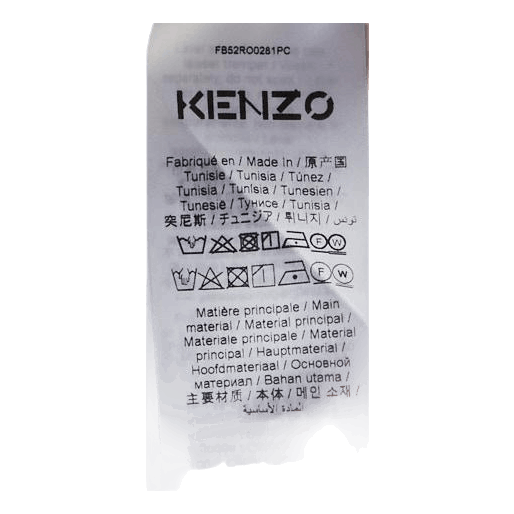 FB52RO0281PC
KENZO
Fabriqué en / Made In / 原产国
Tunisie / Tunisia / Túnez /
Tunisia / Tunísia / Tunesien /
Tunesië / Тунисе / Tunisia /
突尼斯 / チュニジア / 튀니지 / تونس
F W
F W
Matière principale / Main
material / Material principal /
Materiale principale / Material
principal / Hauptmaterial /
Hoofdmateriaal / Основной
материал / Bahan utama /
主要材质 / 本体 / 메인 소재 /
المادة الأساسية